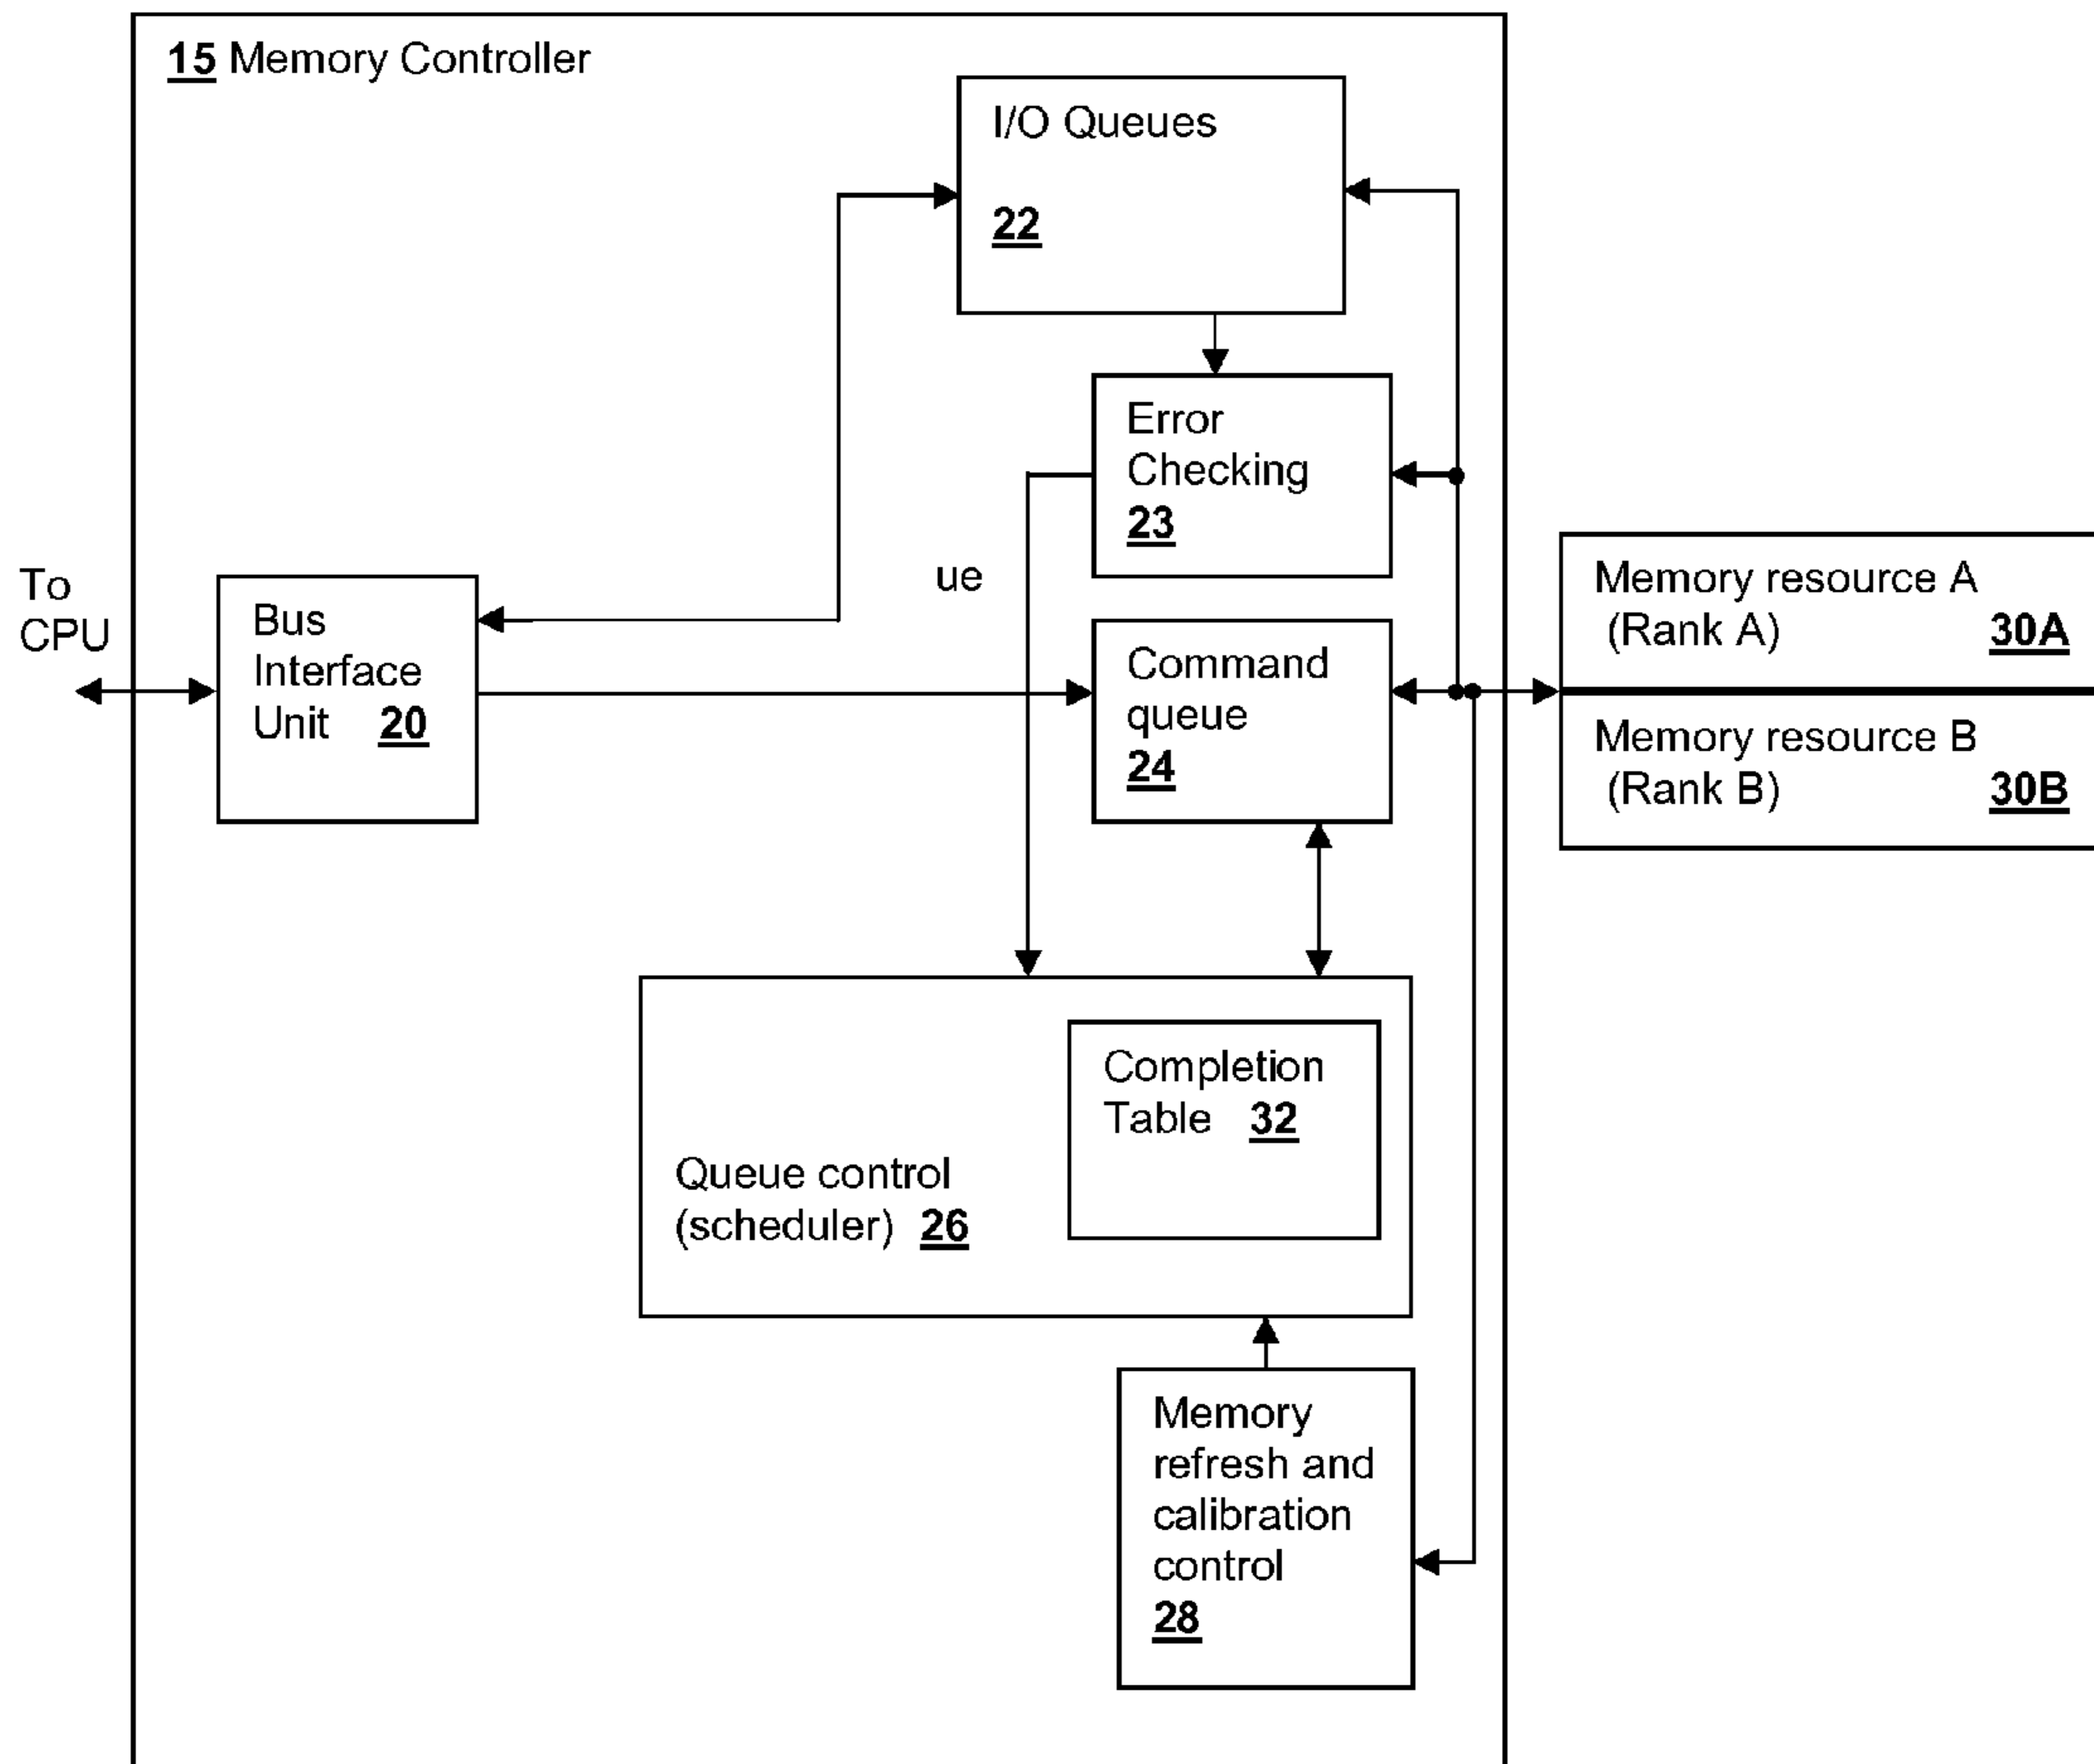 15 Memory Controller
I/O Queues
22
Error
Checking
23
ue
To
CPU
Bus
Interface
Unit 20
Command
queue
24
Memory resource A
(Rank A) 30A
Memory resource B
(Rank B) 30B
Completion
Table 32
Queue control
(scheduler) 26
Memory
refresh and
calibration
control
28